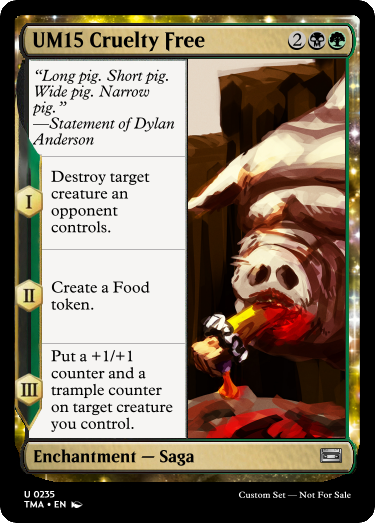 UM15 Cruelty Free 2
“Long pig. Short pig.
Wide pig. Narrow
pig.”
—Statement of Dylan
Anderson
I
Destroy target
creature an
opponent
controls.
II
Create a Food
token.
III
Put a +1/+1
counter and a
trample counter
on target creature
you control.
Enchantment — Saga
U 0235
TMA • EN
Custom Set — Not For Sale